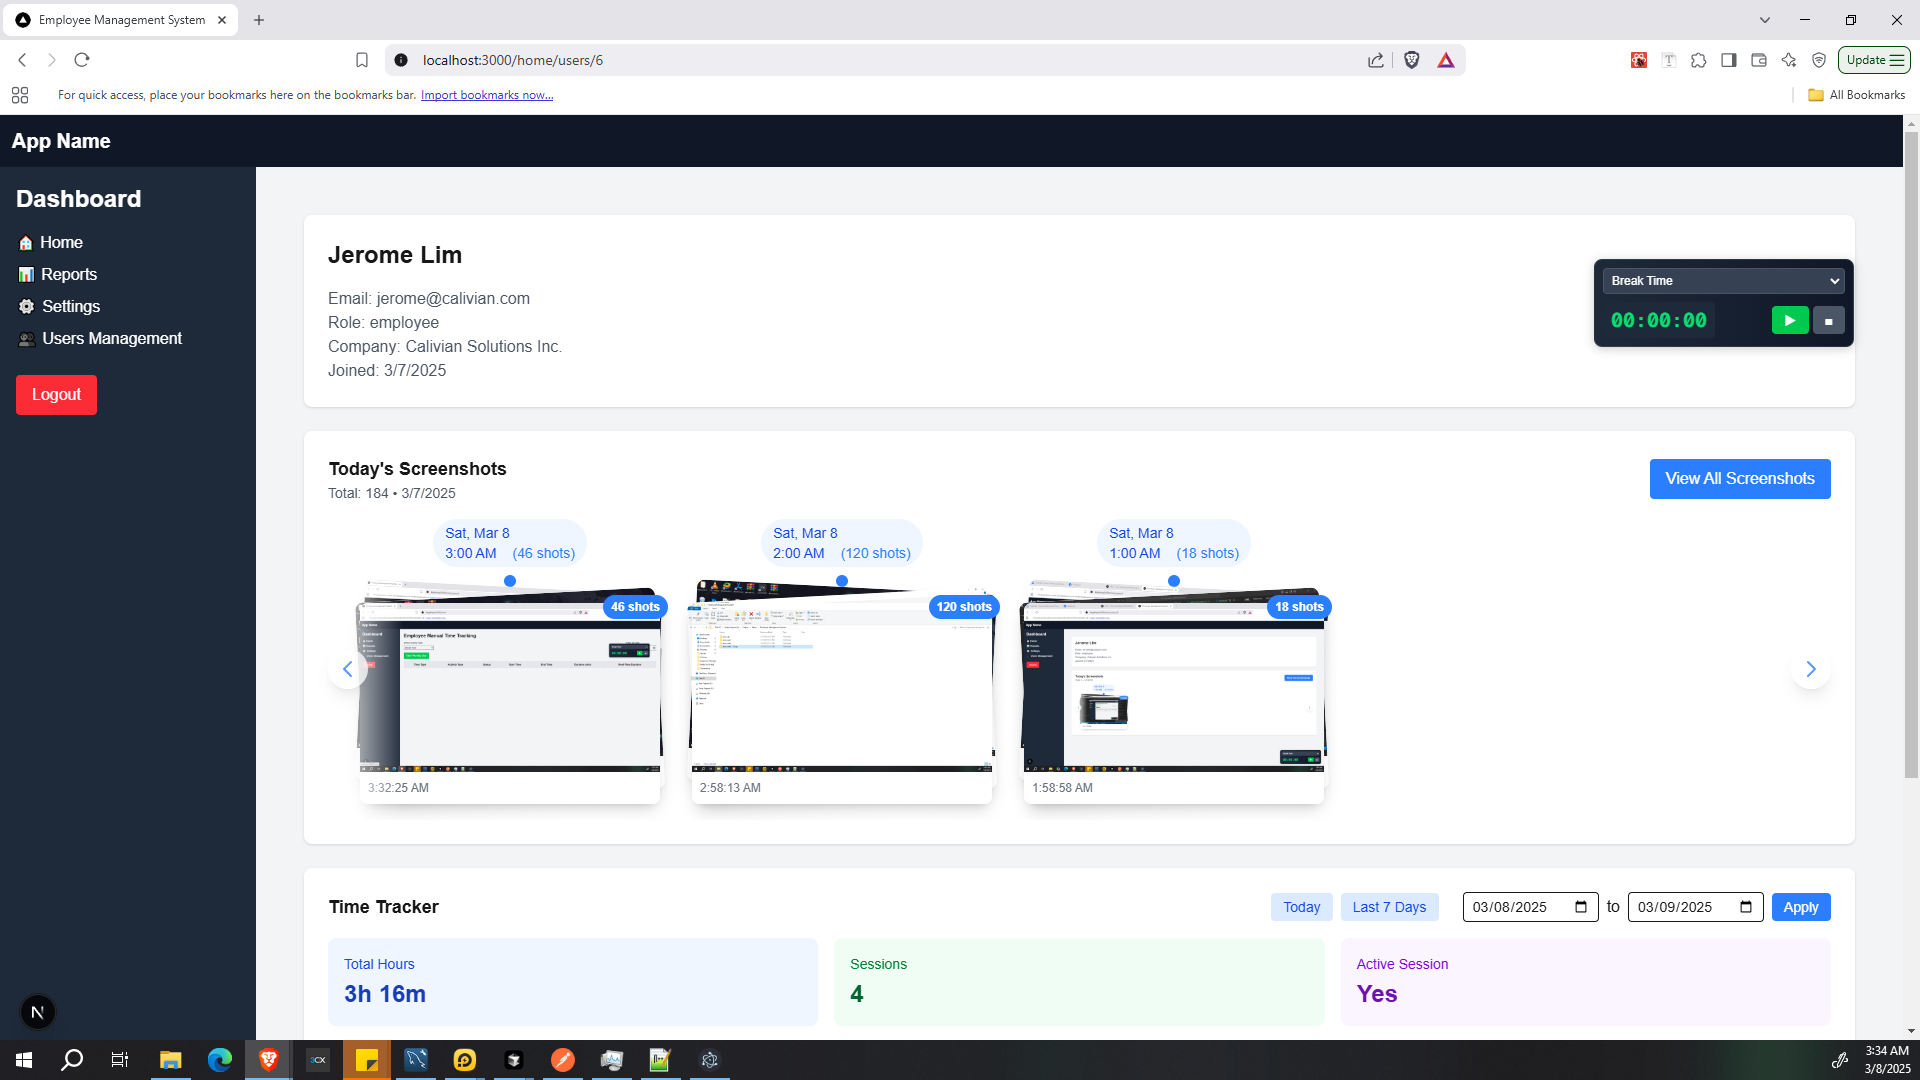 Employee Management System
localhost:3000/home/users/6
Update
For quick access, place your bookmarks here on the bookmarks bar. Import bookmarks now...
All Bookmarks
App Name
Dashboard
Home
Reports
Settings
Users Management
Logout
Jerome Lim
Email: jerome@calivian.com
Role: employee
Company: Calivian Solutions Inc.
Joined: 3/7/2025
Break Time
00:00:00
Today's Screenshots
Total: 184 • 3/7/2025
View All Screenshots
Sat, Mar 8
3:00 AM (46 shots)
Sat, Mar 8
2:00 AM (120 shots)
Sat, Mar 8
1:00 AM (18 shots)
46 shots
120 shots
18 shots
Employee Manual Time Tracking
3:32:25 AM
2:58:13 AM
1:58:58 AM
Time Tracker
Today
Last 7 Days
03/08/2025 to 03/09/2025
Apply
Total Hours
3h 16m
Sessions
4
Active Session
Yes
N
3CX
3:34 AM
3/8/2025